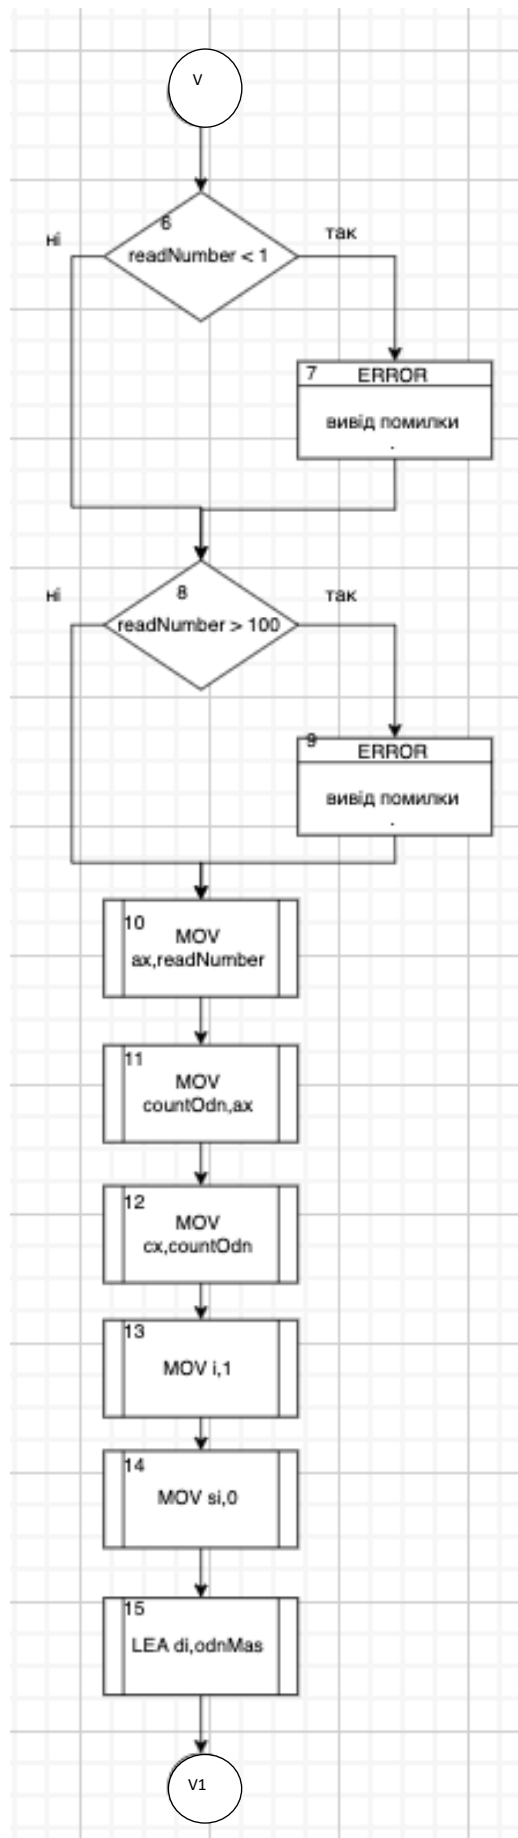 V
6
ні
так
readNumber < 1
7
ERROR
вивід помилки
.
8
ні
так
readNumber > 100
9
ERROR
вивід помилки
.
10
MOV
ax,readNumber
11
MOV
countOdn,ax
12
MOV
cx,countOdn
13
MOV i,1
14
MOV si,0
15
LEA di,odnMas
V1